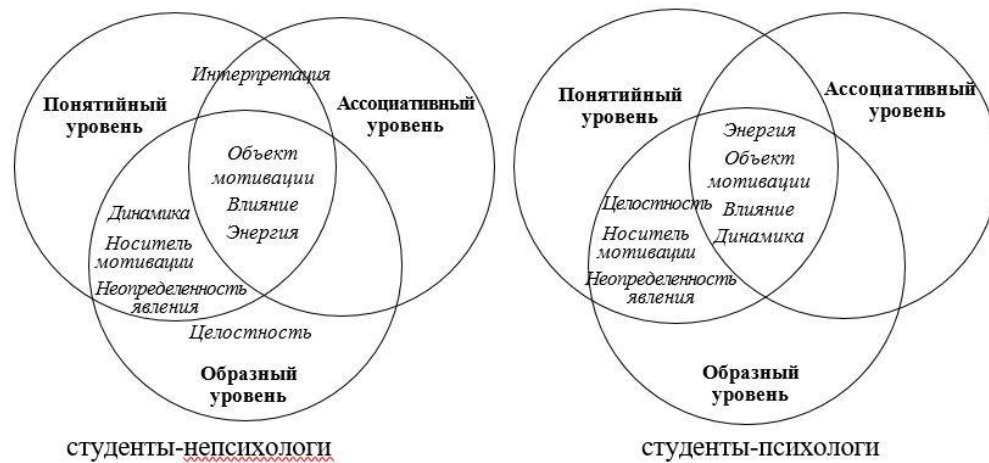 Интерпретация
Понятийный
уровень
Ассоциативный
уровень
Объект
мотивации
Влияние
Энергия
Динамика
Носитель
мотивации
Неопределенность
явления
Целостность
Образный
уровень
студенты-непсихологи
Понятийный
уровень
Ассоциативный
уровень
Энергия
Объект
мотивации
Целостность
Влияние
Носитель
мотивации
Динамика
Неопределенность
явления
Образный
уровень
студенты-психологи